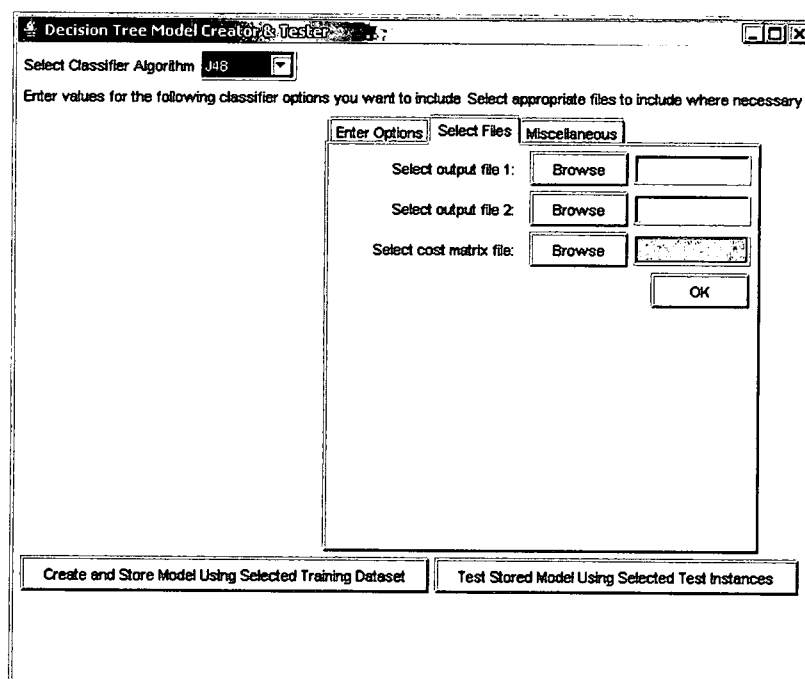 Decision Tree Model Creator & Tester
Select Classifier Algorithm J48
Enter values for the following classifier options you want to include Select appropriate files to include where necessary
Enter Options Select Files Miscellaneous
Select output file 1: Browse
Select output file 2: Browse
Select cost matrix file: Browse
OK
Create and Store Model Using Selected Training Dataset Test Stored Model Using Selected Test Instances